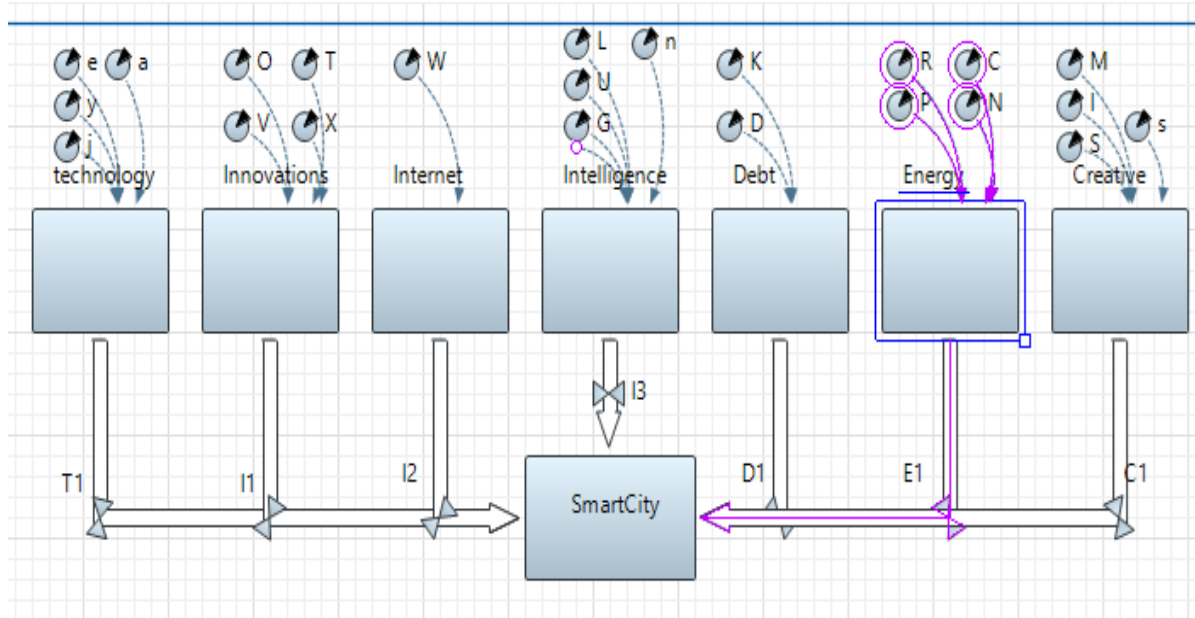 e a O T W L n K R C M
y U P N I
j V X G D S s
technology Innovations Internet Intelligence Debt Energy Creative
I3
T1 I1 I2 D1 E1 C1
SmartCity